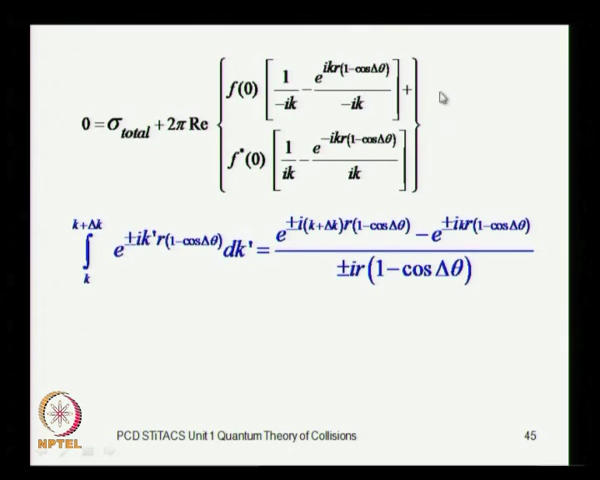 0 = σ_total + 2π Re { f(0) [ 1/(-ik) - e^{ikr(1-cosΔθ)}/(-ik) ] +
f*(0) [ 1/(ik) - e^{-ikr(1-cosΔθ)}/(ik) ] }
∫_k^{k+Δk} e^{±ik'r(1-cosΔθ)} dk' = (e^{±i(k+Δk)r(1-cosΔθ)} - e^{±ikr(1-cosΔθ)}) / (±ir(1-cosΔθ))
NPTEL
PCD STiTACS Unit 1 Quantum Theory of Collisions
45